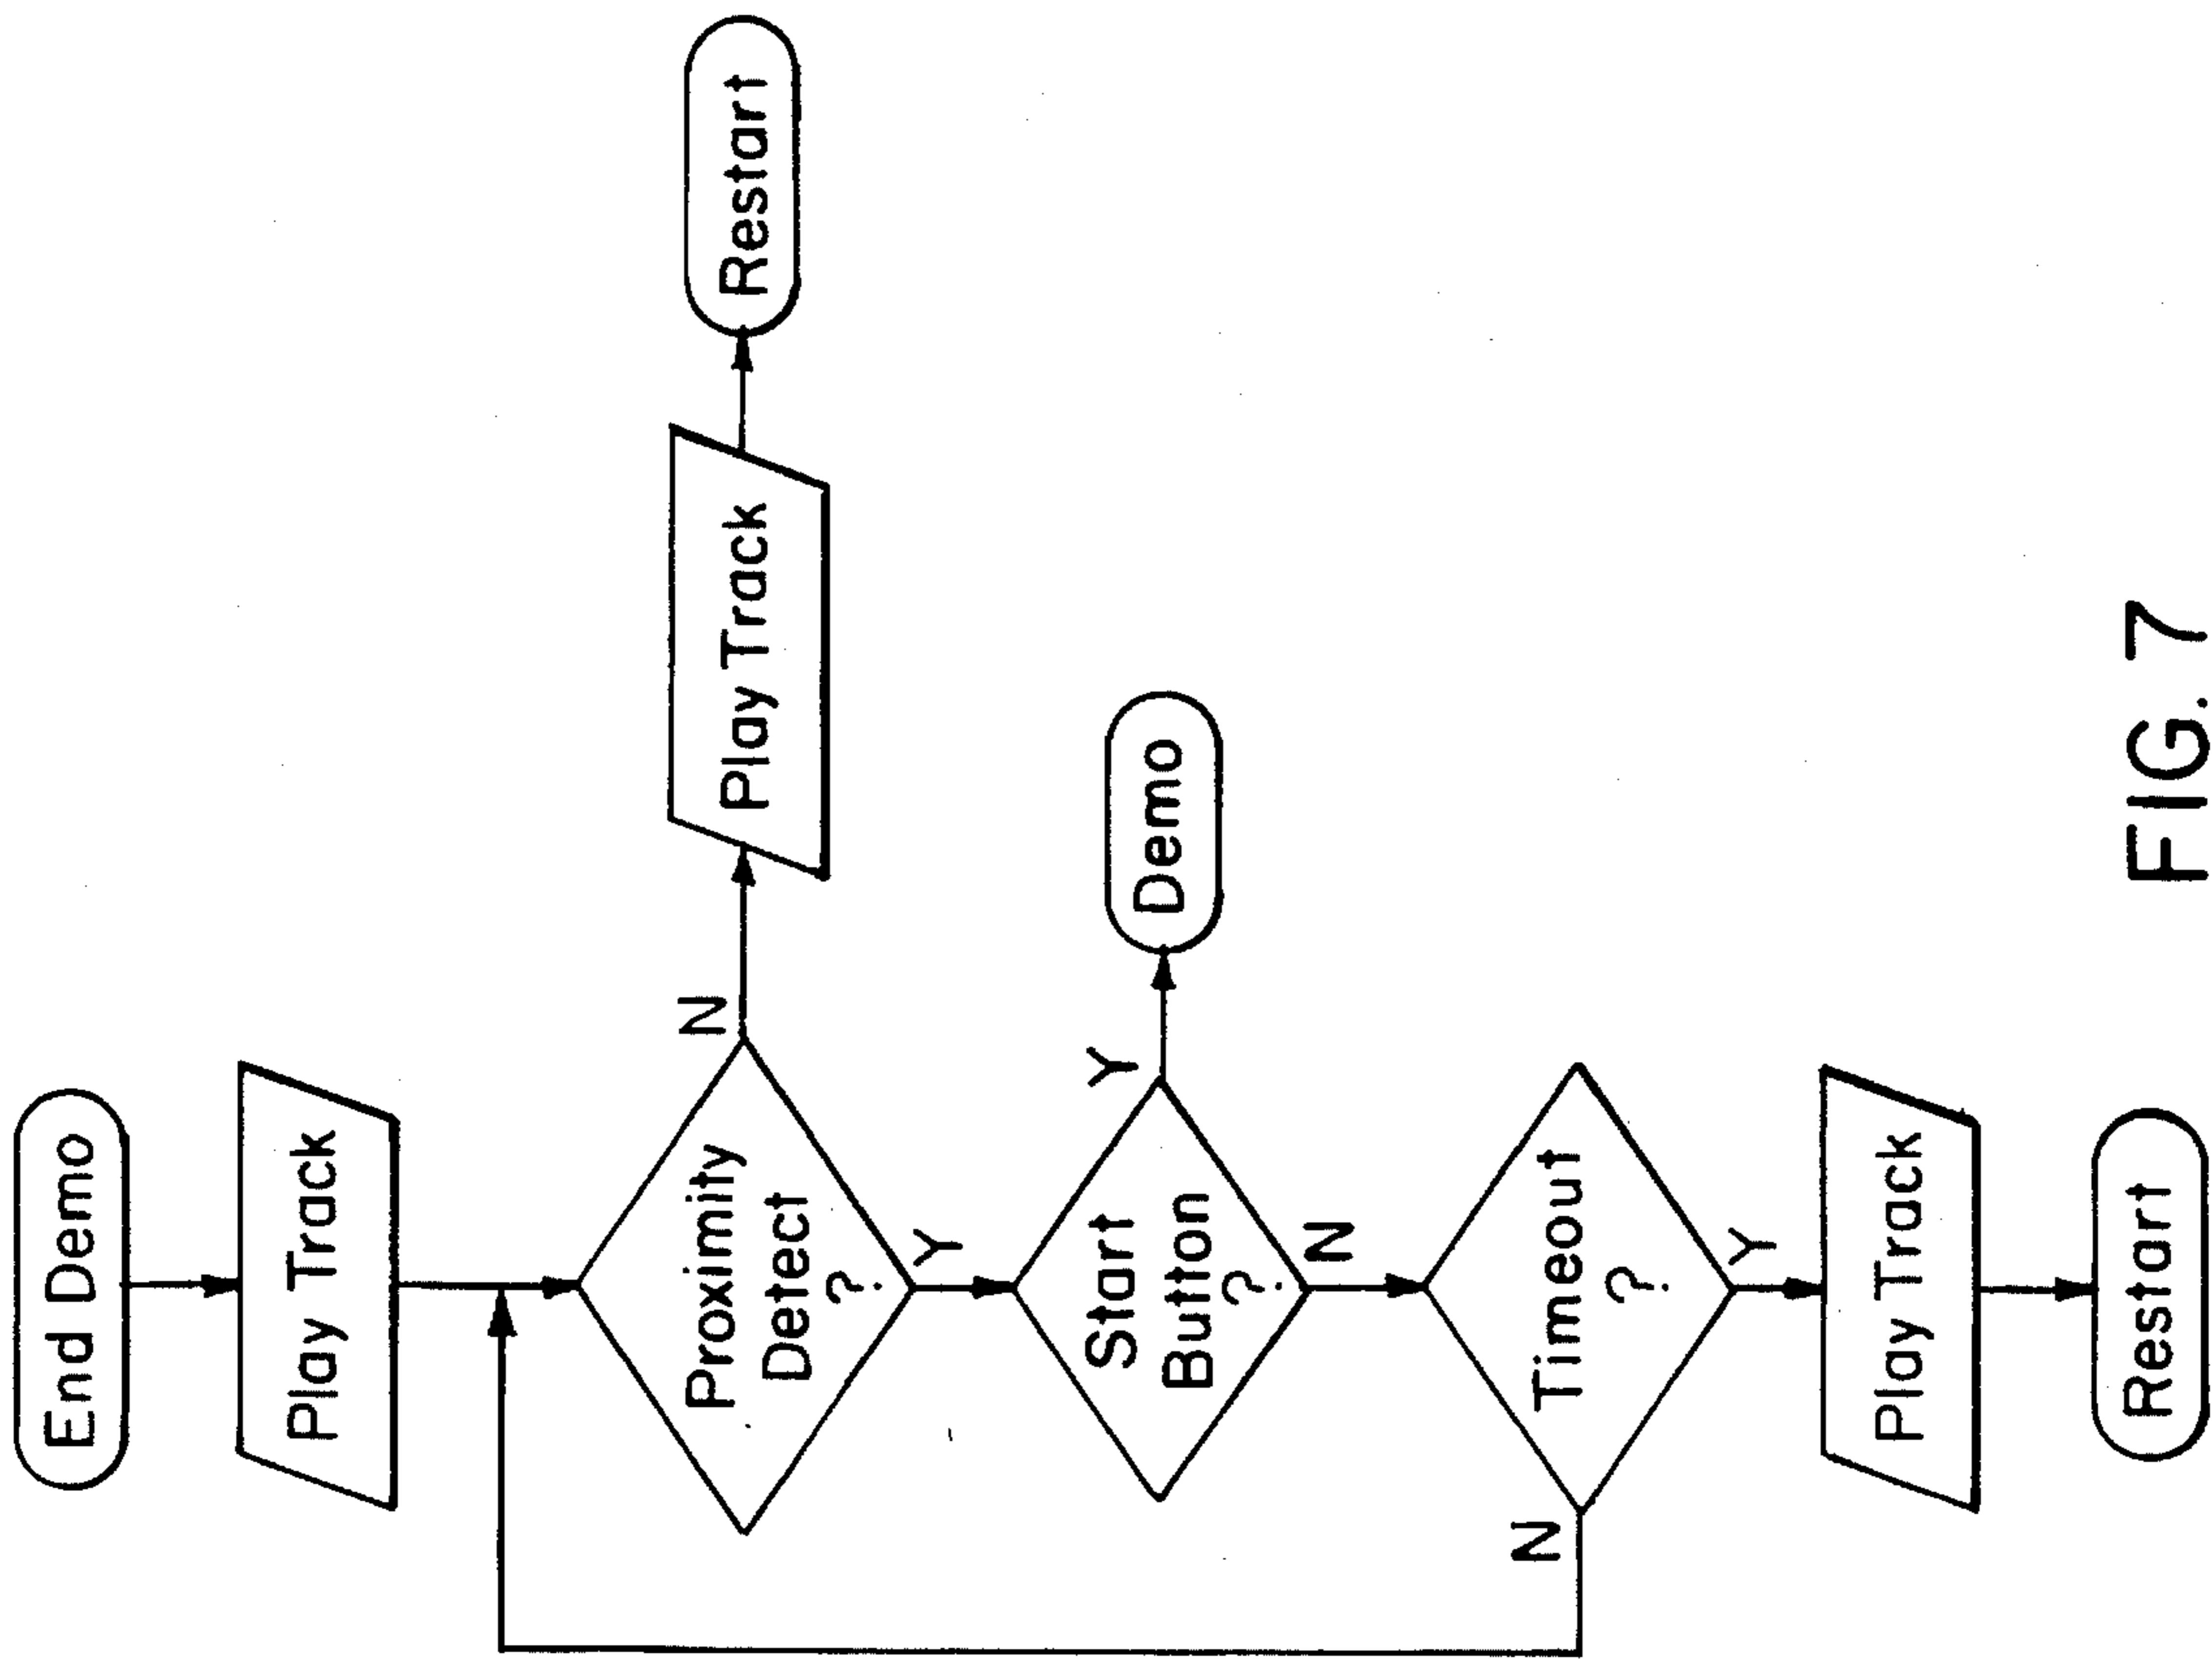 End Demo
Play Track
Proximity
Detect
?
N
Play Track
Restart
Y
Start
Button
?
Y
Demo
N
Timeout
?
N
Y
Play Track
Restart
FIG. 7